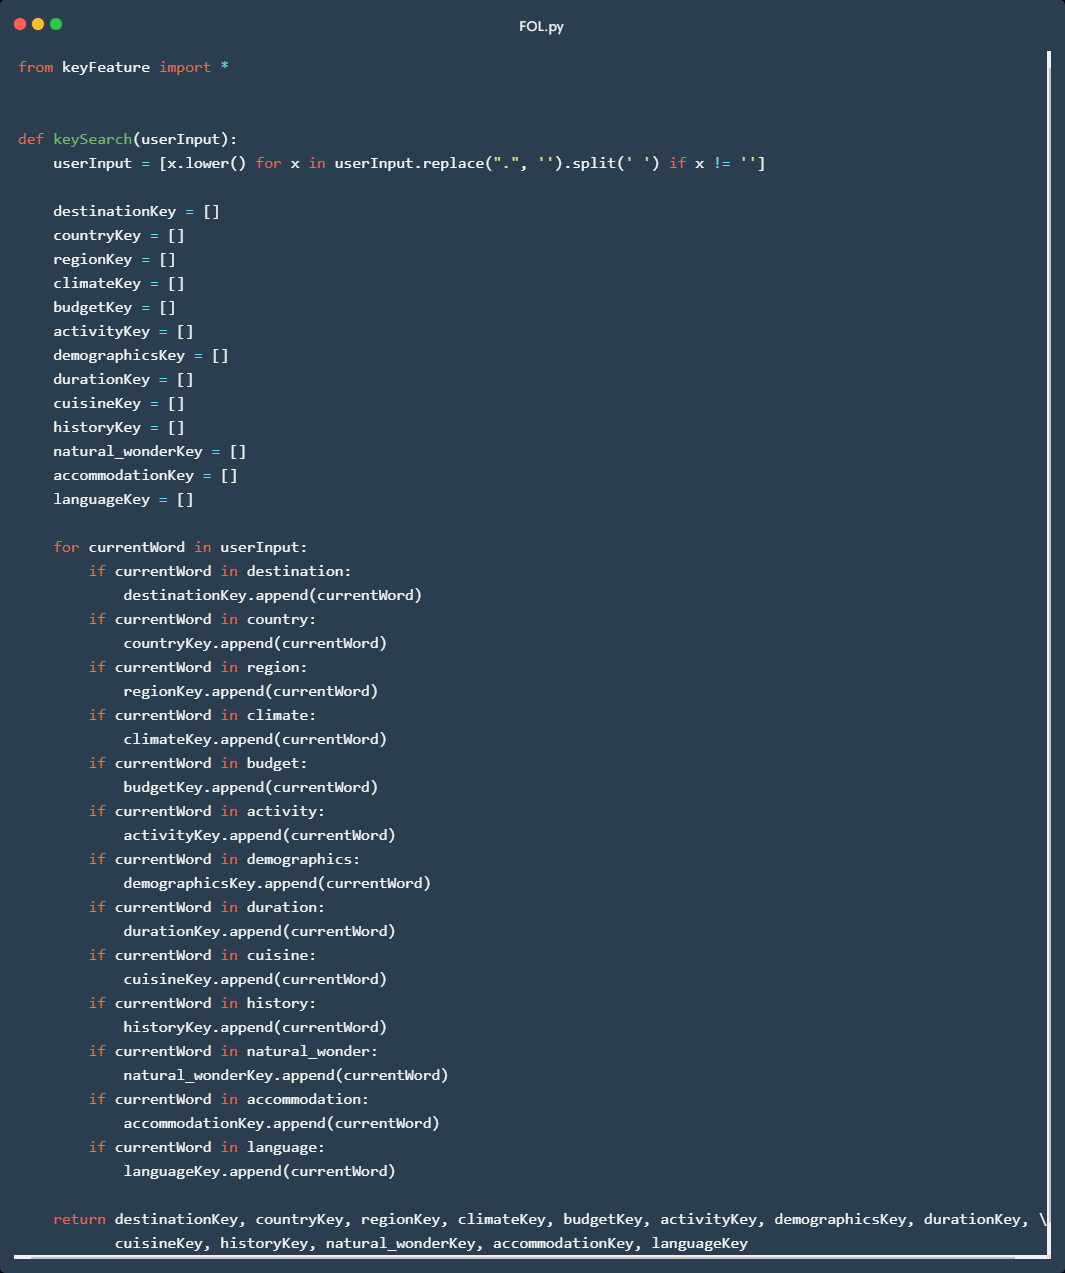 FOL.py
from keyFeature import *
def keySearch(userInput):
    userInput = [x.lower() for x in userInput.replace(".", '').split(' ') if x != '']
    destinationKey = []
    countryKey = []
    regionKey = []
    climateKey = []
    budgetKey = []
    activityKey = []
    demographicsKey = []
    durationKey = []
    cuisineKey = []
    historyKey = []
    natural_wonderKey = []
    accommodationKey = []
    languageKey = []
    for currentWord in userInput:
        if currentWord in destination:
            destinationKey.append(currentWord)
        if currentWord in country:
            countryKey.append(currentWord)
        if currentWord in region:
            regionKey.append(currentWord)
        if currentWord in climate:
            climateKey.append(currentWord)
        if currentWord in budget:
            budgetKey.append(currentWord)
        if currentWord in activity:
            activityKey.append(currentWord)
        if currentWord in demographics:
            demographicsKey.append(currentWord)
        if currentWord in duration:
            durationKey.append(currentWord)
        if currentWord in cuisine:
            cuisineKey.append(currentWord)
        if currentWord in history:
            historyKey.append(currentWord)
        if currentWord in natural_wonder:
            natural_wonderKey.append(currentWord)
        if currentWord in accommodation:
            accommodationKey.append(currentWord)
        if currentWord in language:
            languageKey.append(currentWord)
    return destinationKey, countryKey, regionKey, climateKey, budgetKey, activityKey, demographicsKey, durationKey, \
           cuisineKey, historyKey, natural_wonderKey, accommodationKey, languageKey